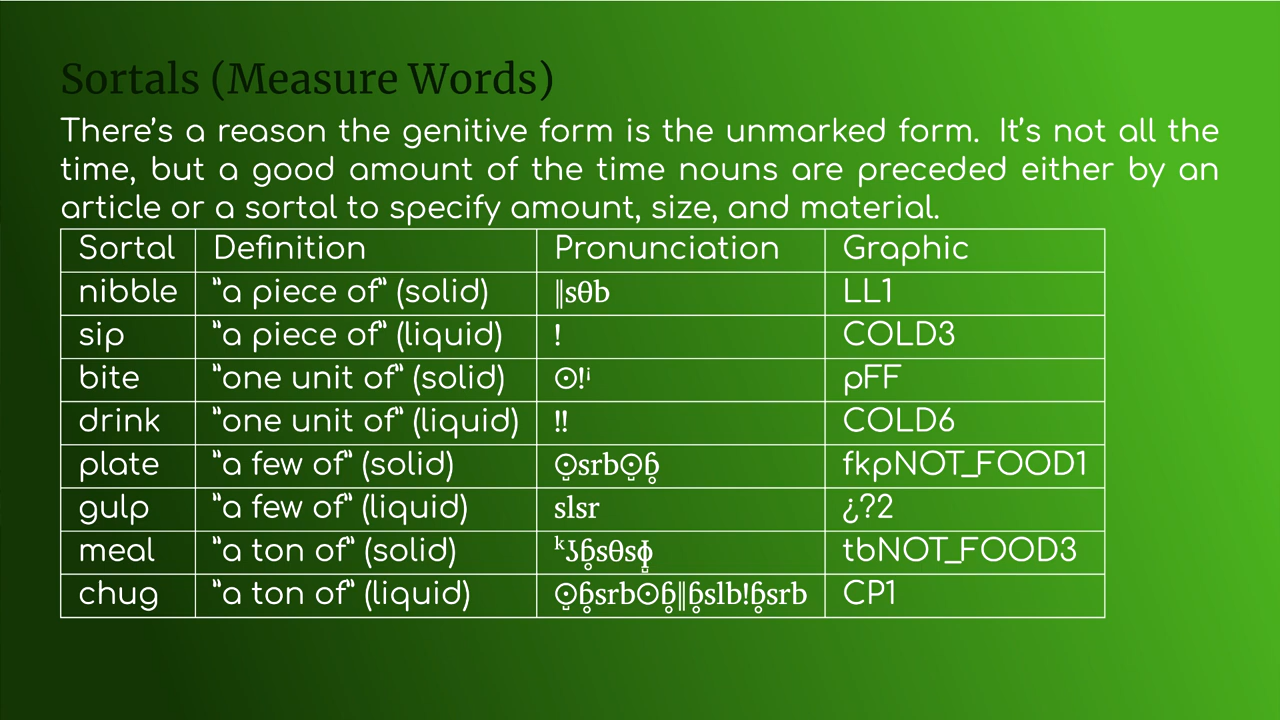 Sortals (Measure Words)
There's a reason the genitive form is the unmarked form. It's not all the
time, but a good amount of the time nouns are preceded either by an
article or a sortal to specify amount, size, and material.
Sortal Definition Pronunciation Graphic
nibble "a piece of" (solid) ‖sθb LL1
sip "a piece of" (liquid) ! COLD3
bite "one unit of" (solid) ʘ!ʲ pFF
drink "one unit of" (liquid) !! COLD6
plate "a few of" (solid) ʘ̬srbʘ̬ɓ̥ fkpNOT_FOOD1
gulp "a few of" (liquid) slsr ¿?2
meal "a ton of" (solid) ᵏʖɓ̥sθsɸ̬ tbNOT_FOOD3
chug "a ton of" (liquid) ʘ̬ɓ̥srbʘɓ̥‖ɓ̥slb!ɓ̥srb CP1